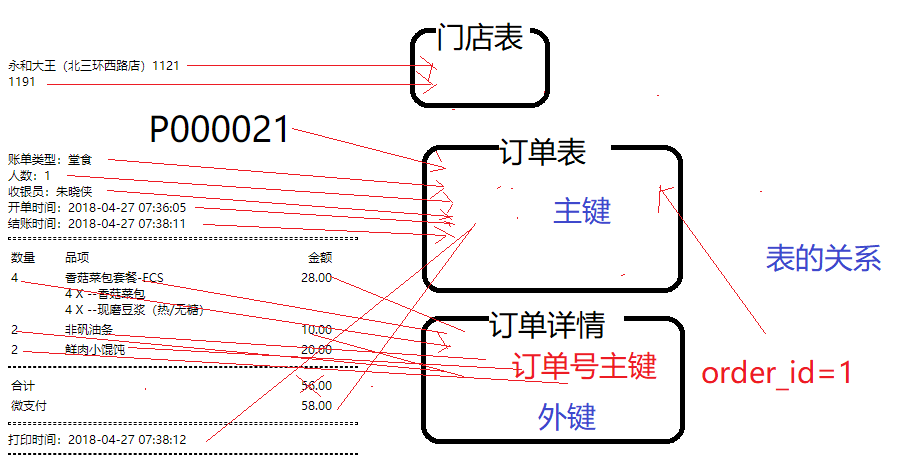 门店表
永和大王（北三环西路店）1121
1191
P000021
订单表
账单类型：堂食
人数：1
收银员：朱晓侠
开单时间：2018-04-27 07:36:05
结账时间：2018-04-27 07:38:11
主键
表的关系
数量 品项 金额
4 香菇菜包套餐-ECS 28.00
4 X --香菇菜包
4 X --现磨豆浆（热/无糖）
2 非矾油条 10.00
2 鲜肉小馄饨 20.00
订单详情
订单号主键
order_id=1
外键
合计 56.00
微支付 58.00
打印时间：2018-04-27 07:38:12